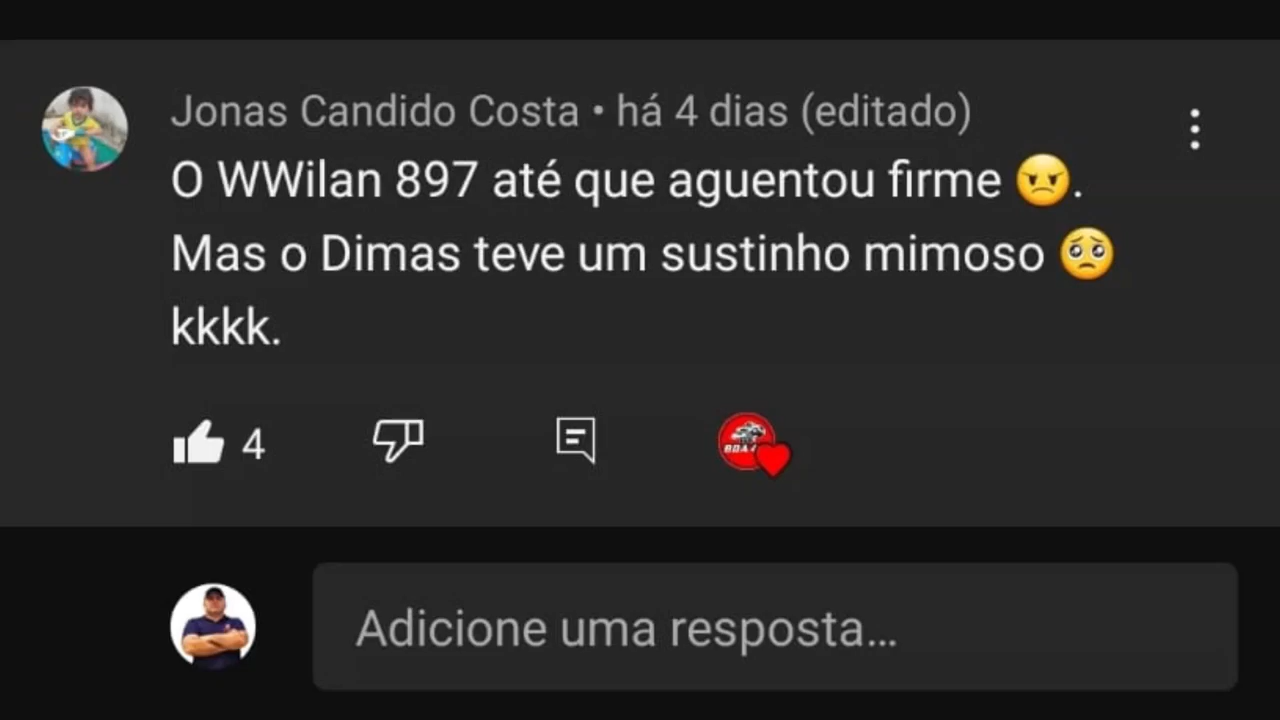 Jonas Candido Costa • há 4 dias (editado)
O WWilan 897 até que aguentou firme 😠.
Mas o Dimas teve um sustinho mimoso 🥺
kkkk.
4
BOA
Adicione uma resposta...